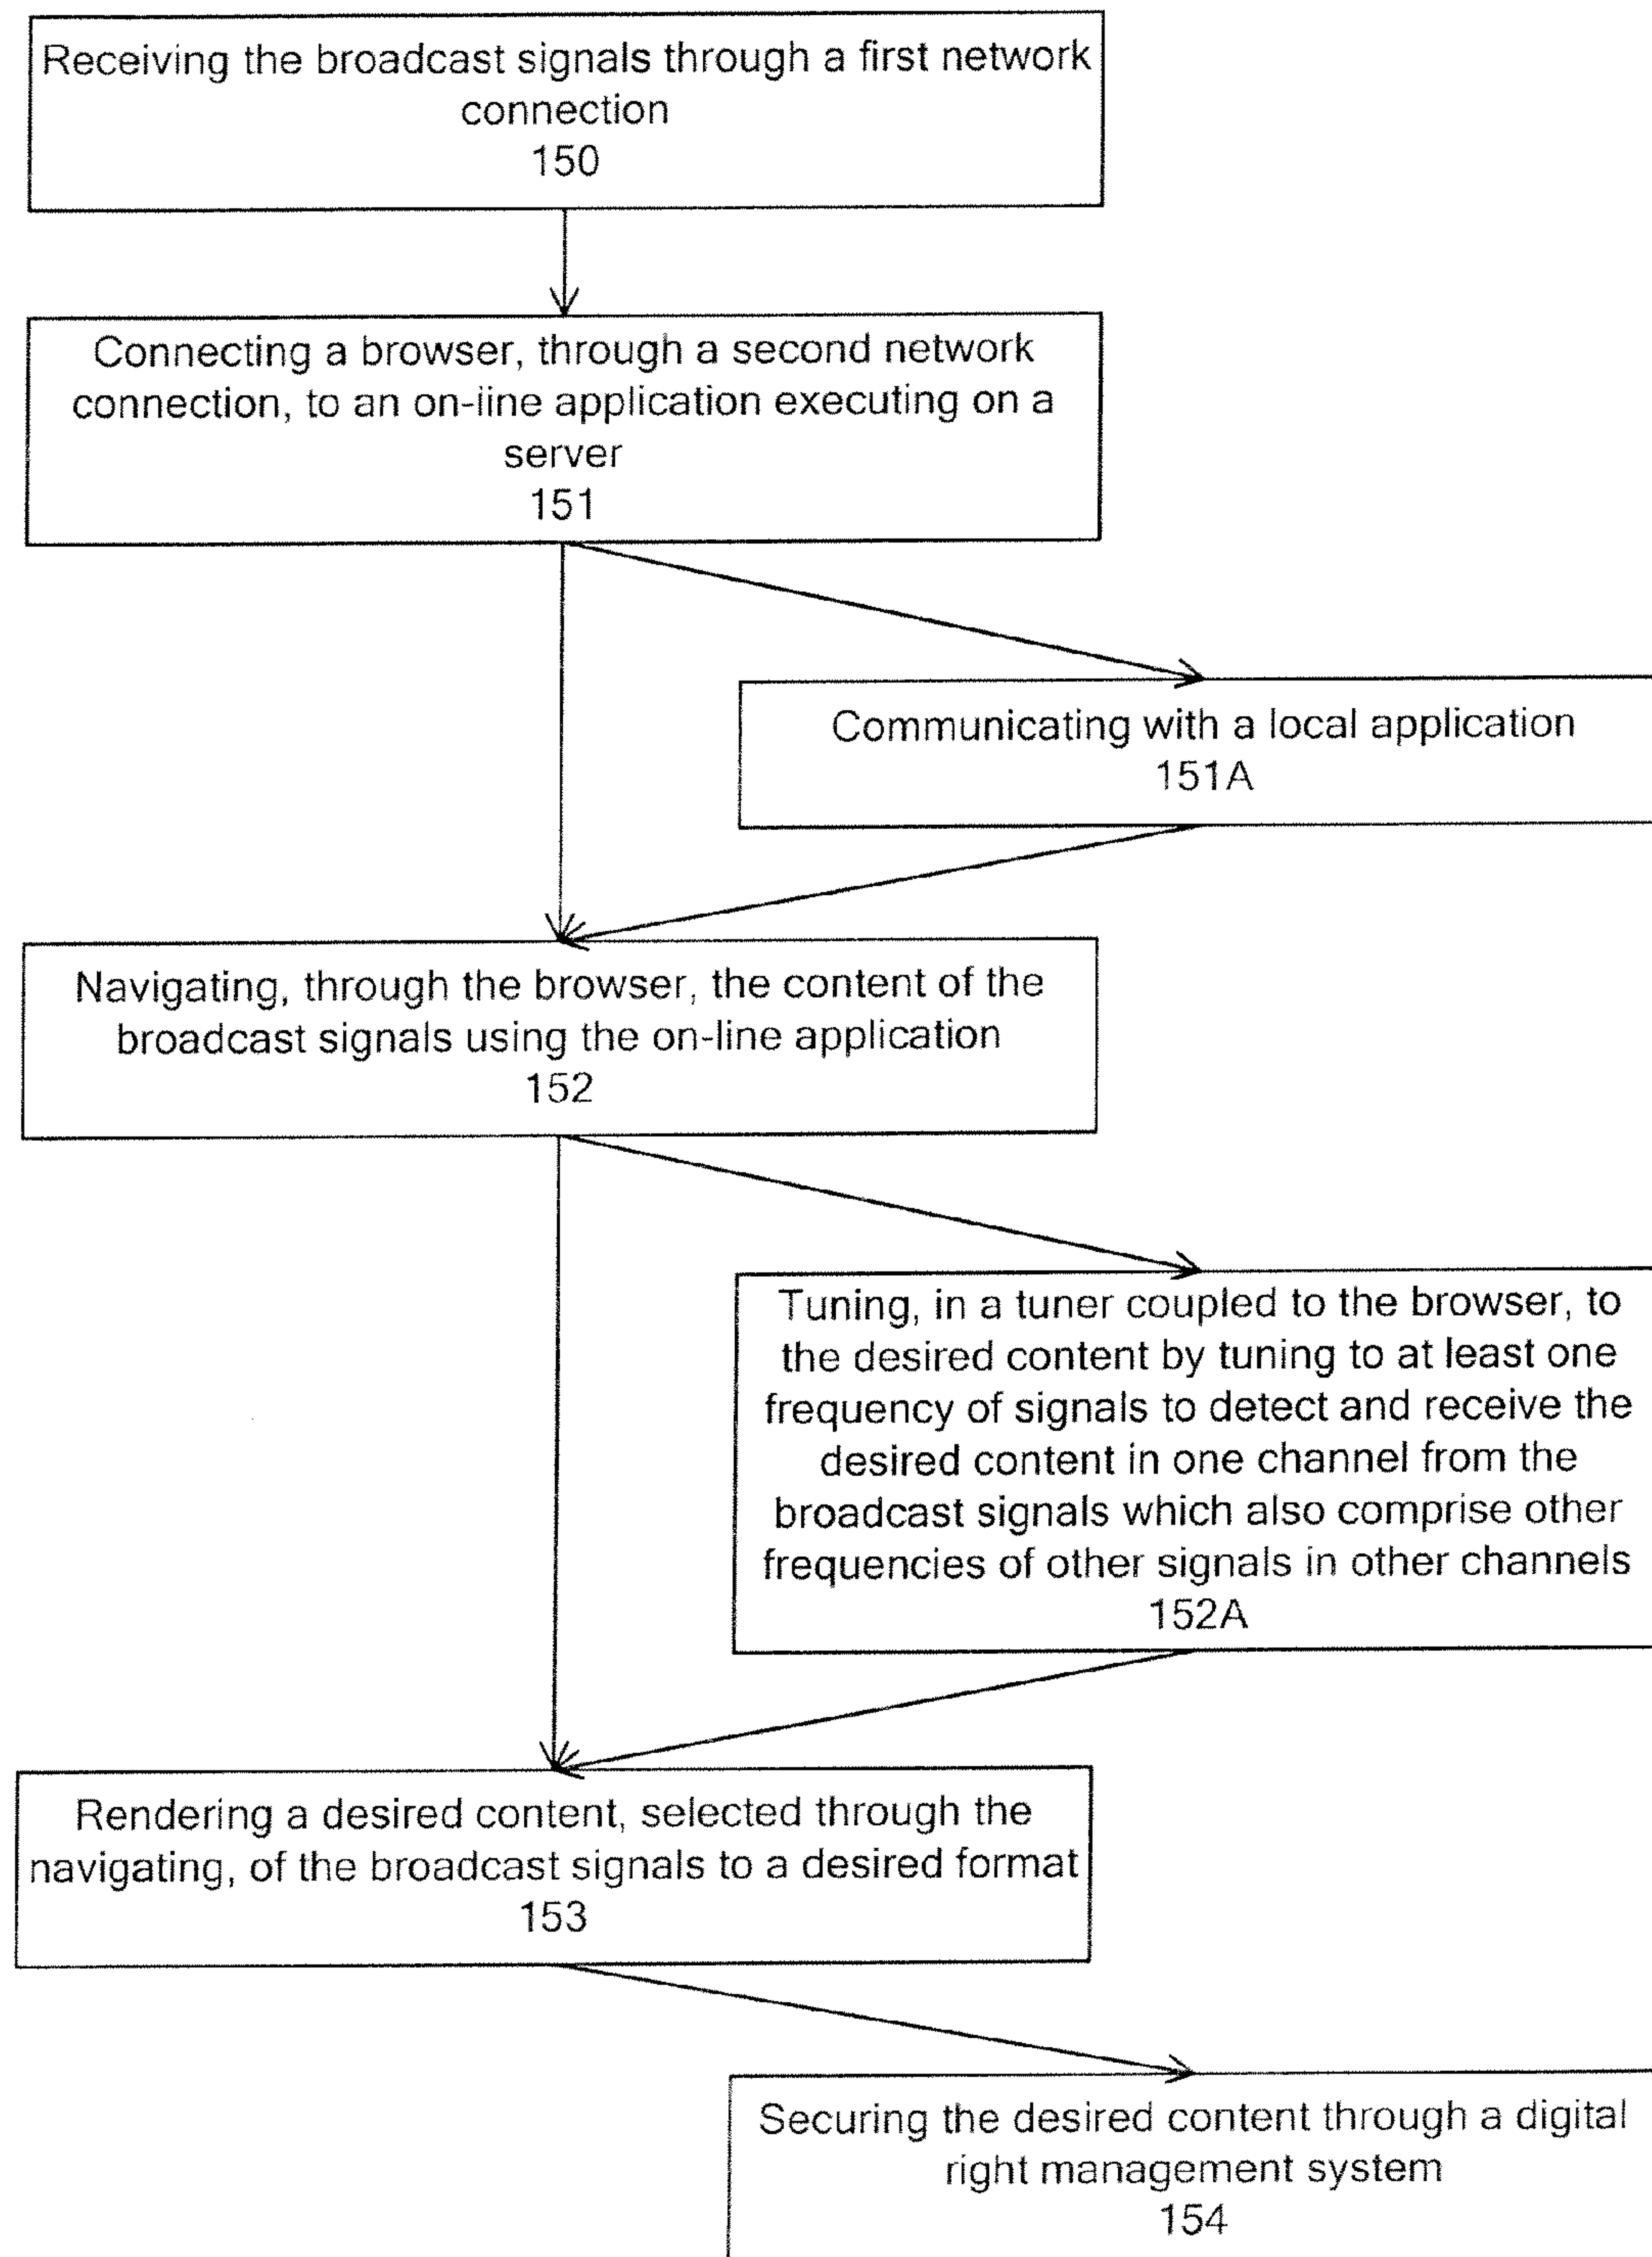 Receiving the broadcast signals through a first network
connection
150
Connecting a browser, through a second network
connection, to an on-line application executing on a
server
151
Communicating with a local application
151A
Navigating, through the browser, the content of the
broadcast signals using the on-line application
152
Tuning, in a tuner coupled to the browser, to
the desired content by tuning to at least one
frequency of signals to detect and receive the
desired content in one channel from the
broadcast signals which also comprise other
frequencies of other signals in other channels
152A
Rendering a desired content, selected through the
navigating, of the broadcast signals to a desired format
153
Securing the desired content through a digital
right management system
154